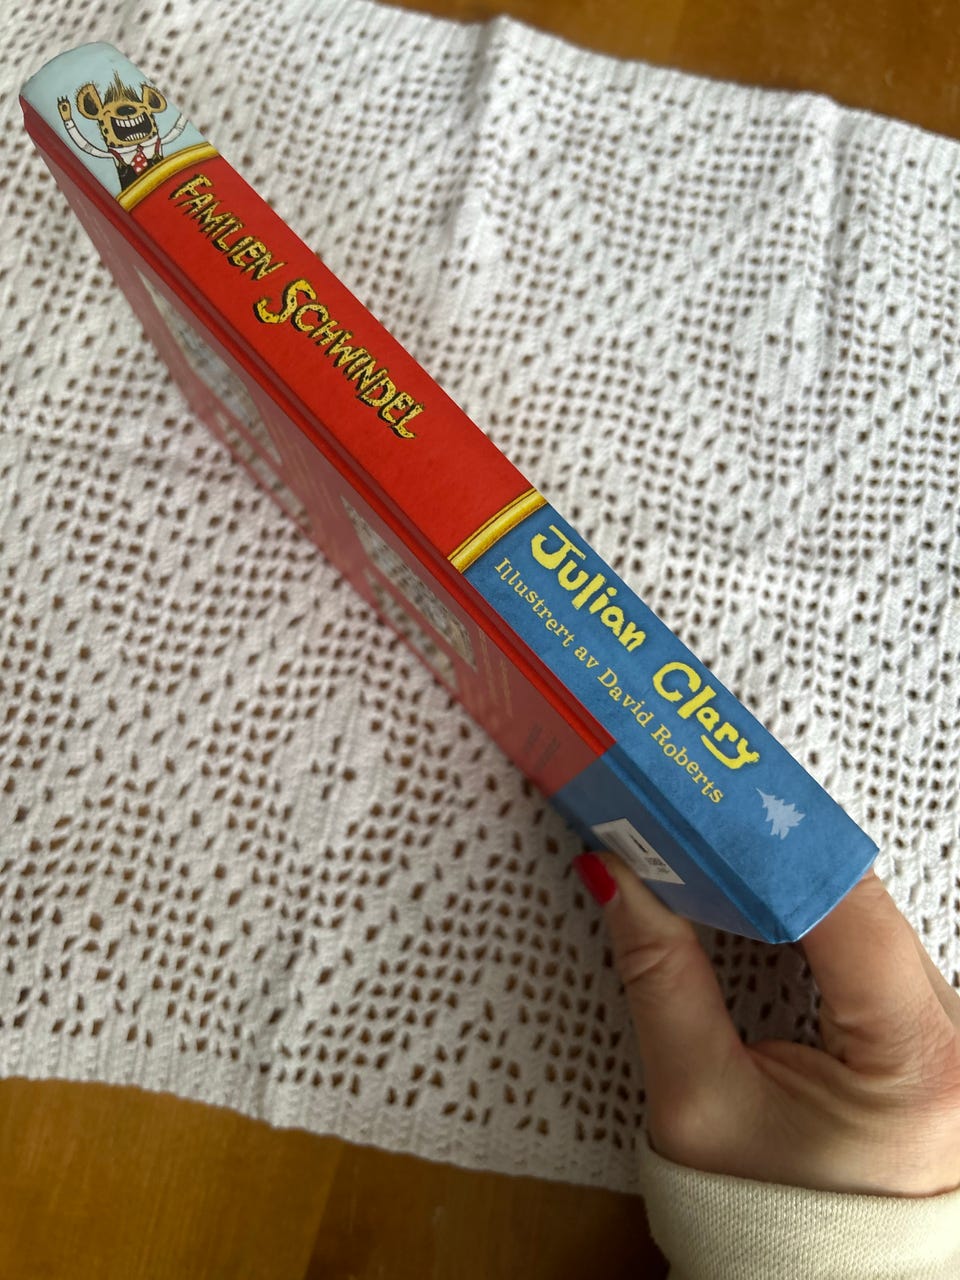 FAMILIEN SCHWINDEL
Julian Clary
Illustrert av David Roberts